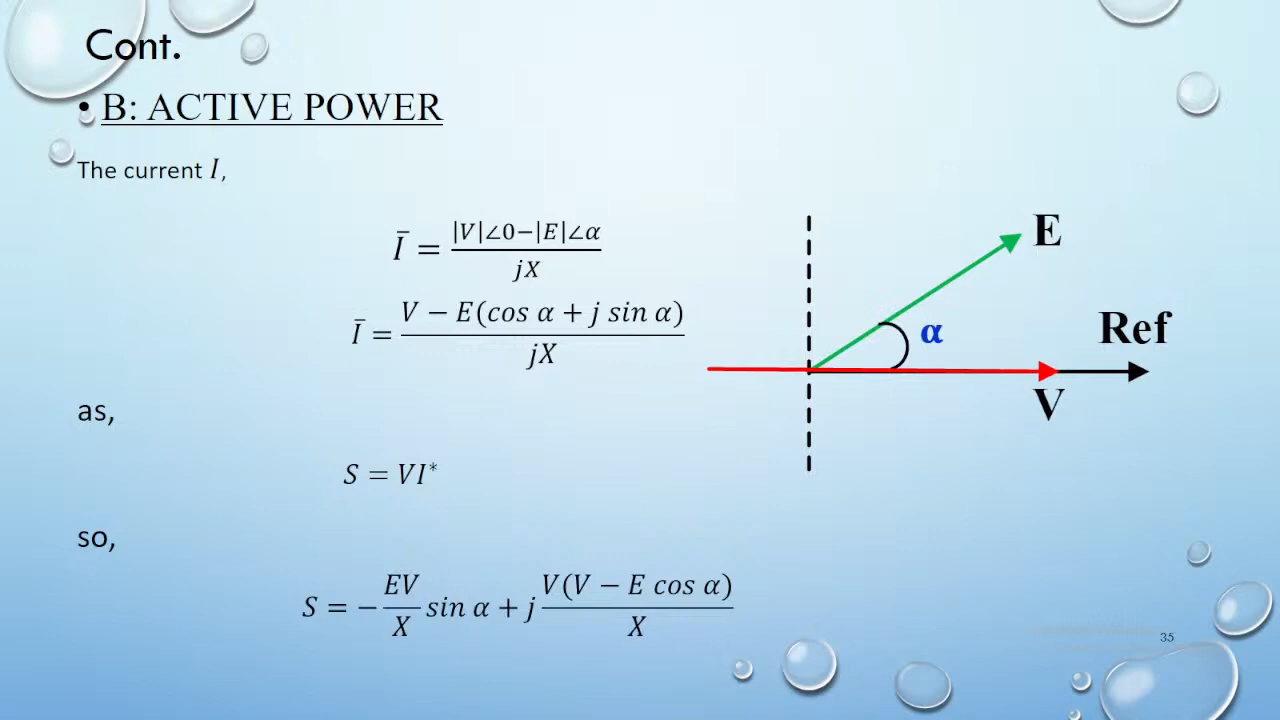 Cont.
• B: ACTIVE POWER
The current I,
Ī = |V|∠0−|E|∠α / jX
Ī = V − E(cos α + j sin α) / jX
as,
S = VI*
so,
S = − EV/X sin α + j V(V − E cos α)/X
E
α
Ref
V
35